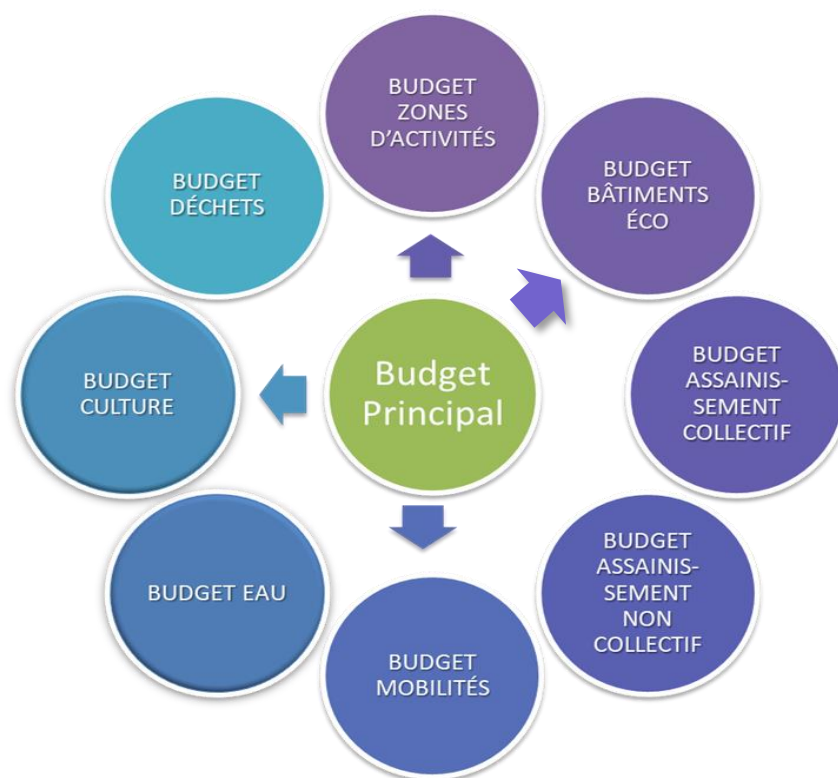 BUDGET
ZONES
D'ACTIVITÉS
BUDGET
BÂTIMENTS
ÉCO
BUDGET
ASSAINIS-
SEMENT
COLLECTIF
BUDGET
ASSAINIS-
SEMENT
NON
COLLECTIF
BUDGET
MOBILITÉS
BUDGET EAU
BUDGET
CULTURE
BUDGET
DÉCHETS
Budget
Principal